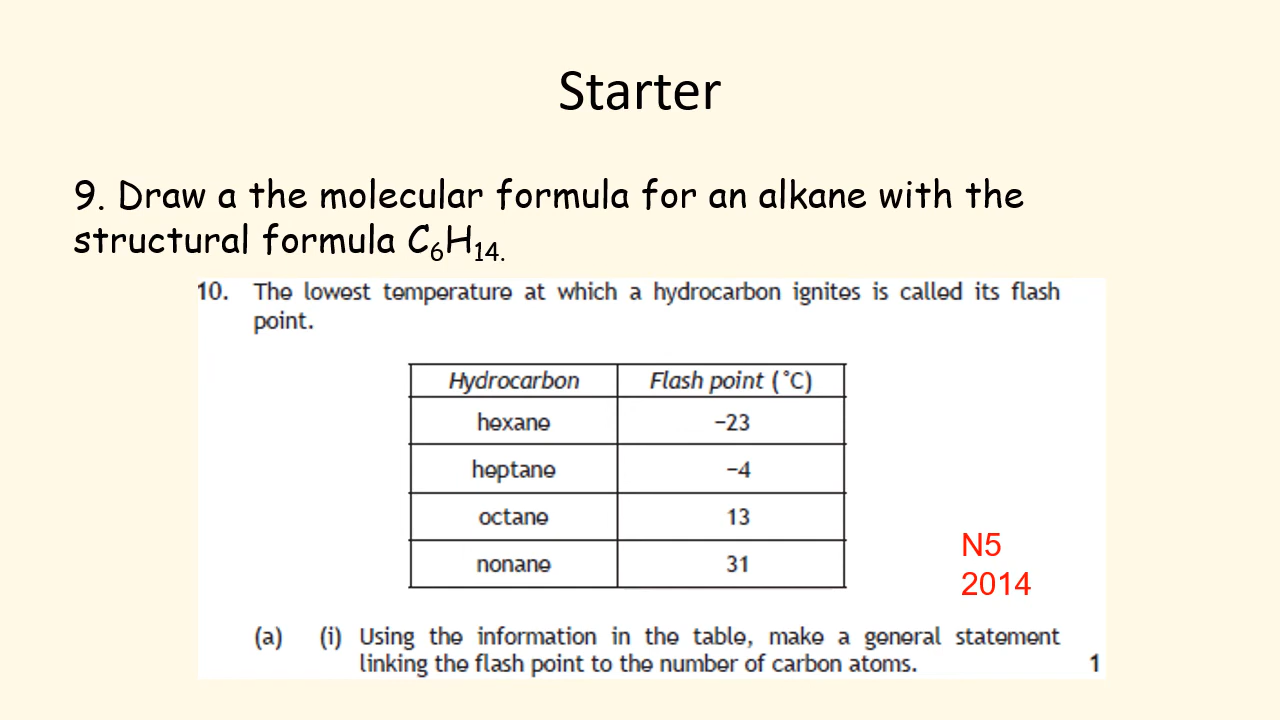 Starter
9. Draw a the molecular formula for an alkane with the
structural formula C₆H₁₄.
10. The lowest temperature at which a hydrocarbon ignites is called its flash
point.
Hydrocarbon Flash point (°C)
hexane −23
heptane −4
octane 13
nonane 31
N5
2014
(a) (i) Using the information in the table, make a general statement
linking the flash point to the number of carbon atoms. 1